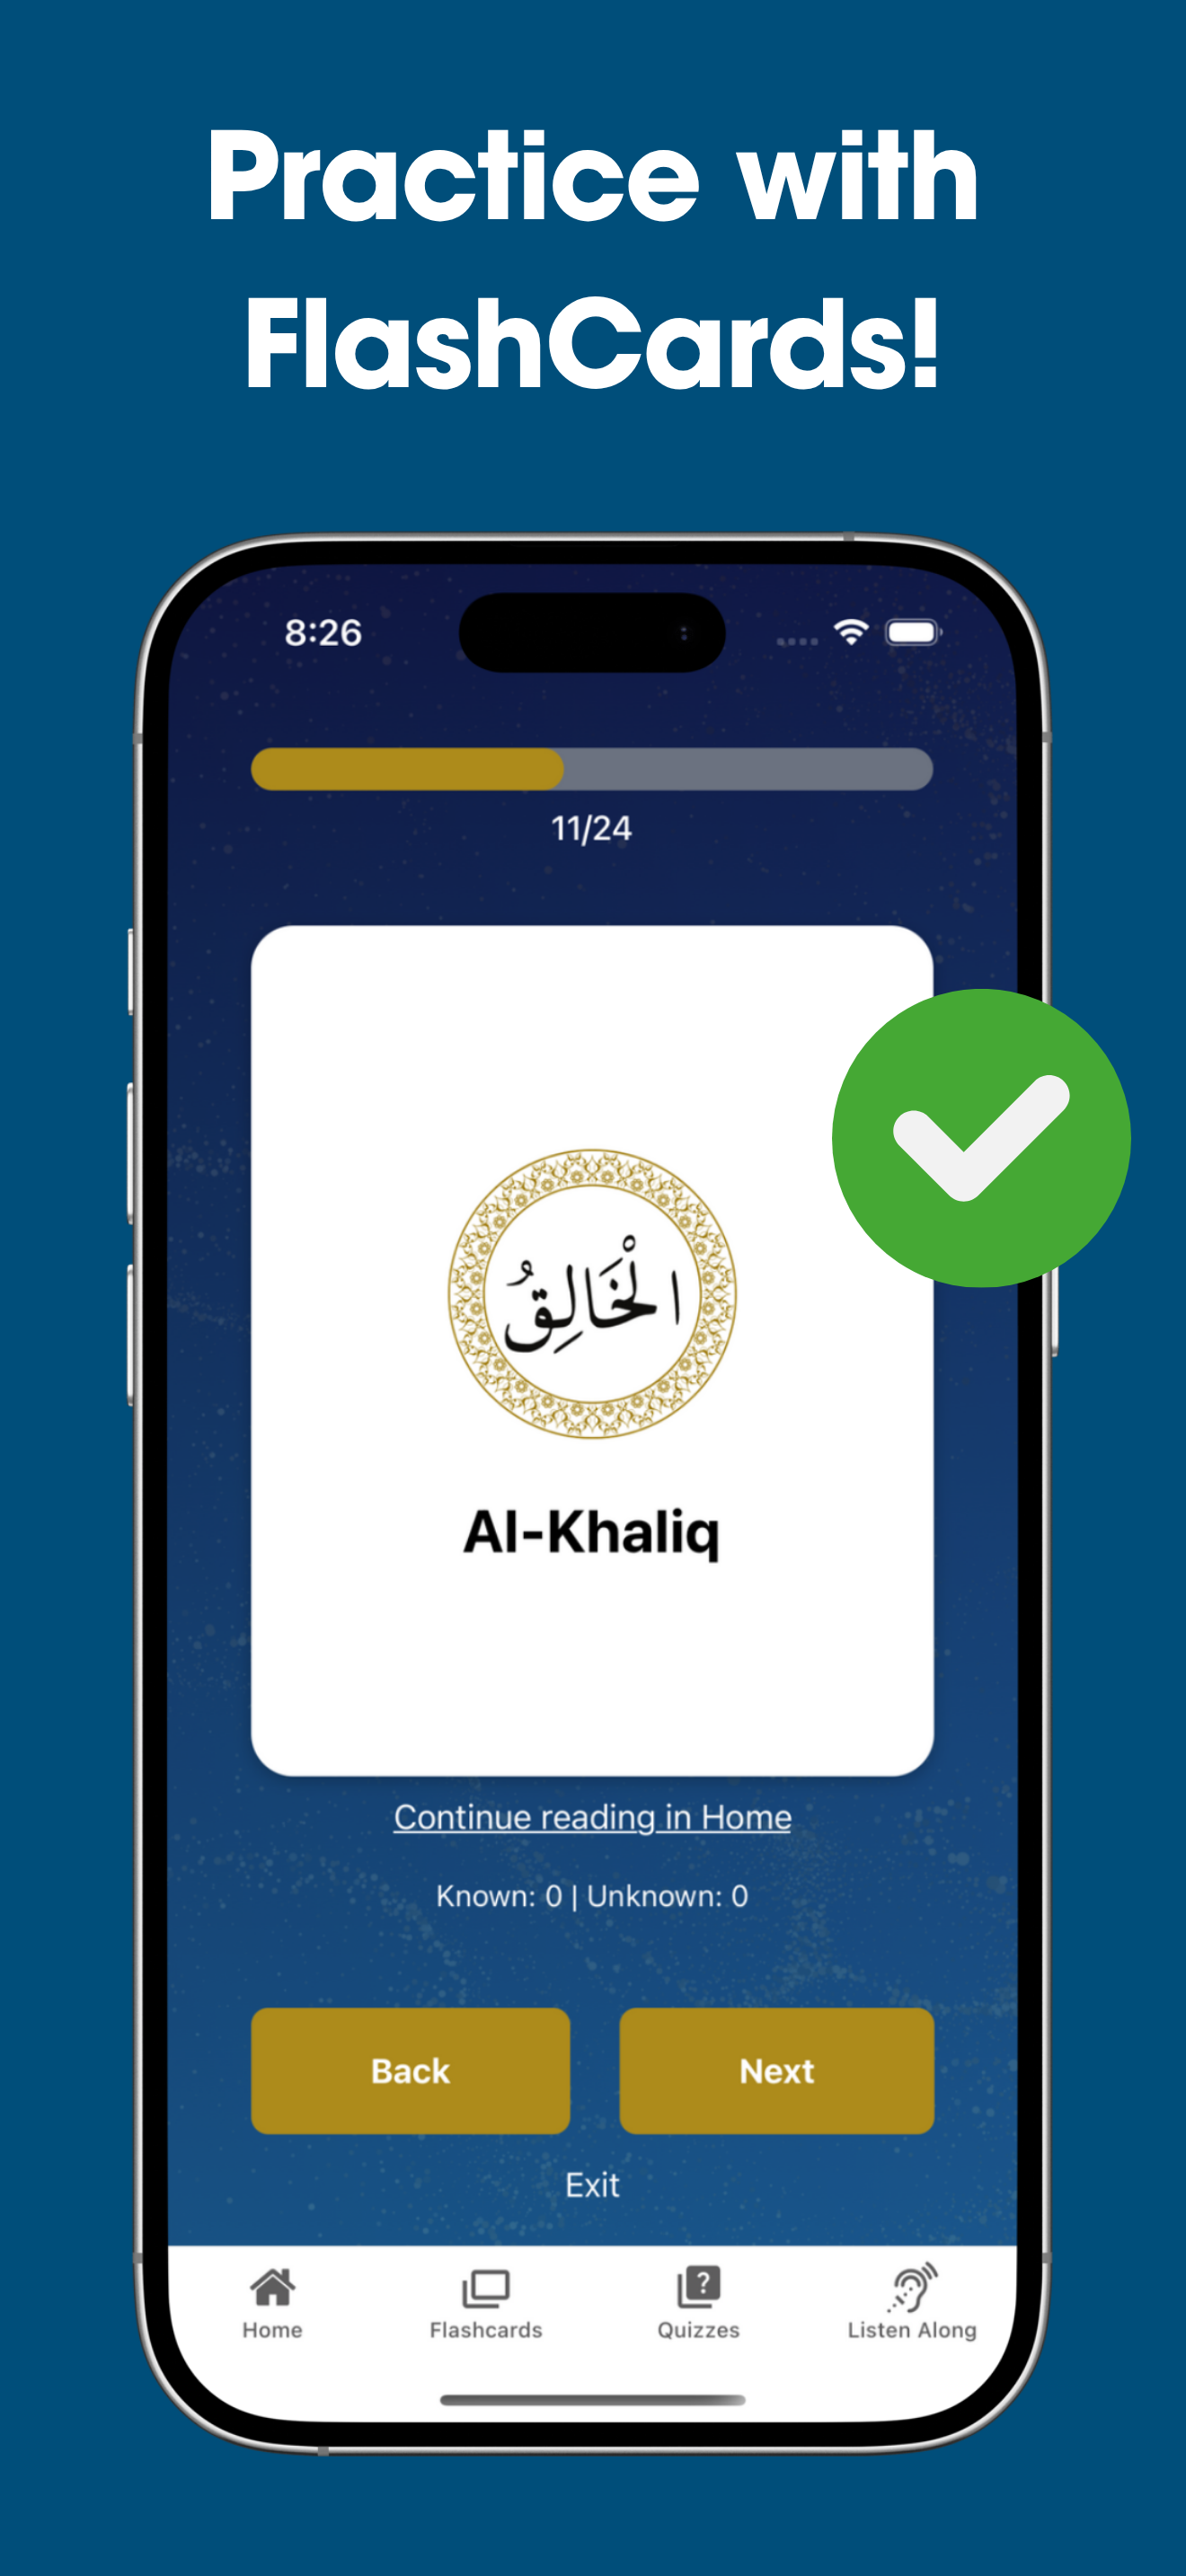 Practice with
FlashCards!
8:26
11/24
الْخَالِقُ
Al-Khaliq
Continue reading in Home
Known: 0 | Unknown: 0
Back
Next
Exit
Home
Flashcards
Quizzes
Listen Along